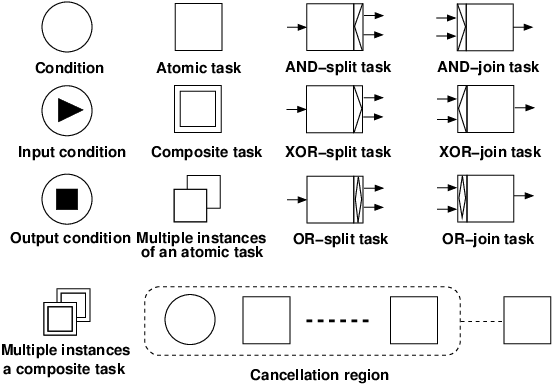 Condition
Atomic task
AND–split task
AND–join task
Input condition
Composite task
XOR–split task
XOR–join task
Output condition
Multiple instances
of an atomic task
OR–split task
OR–join task
Multiple instances
a composite task
Cancellation region